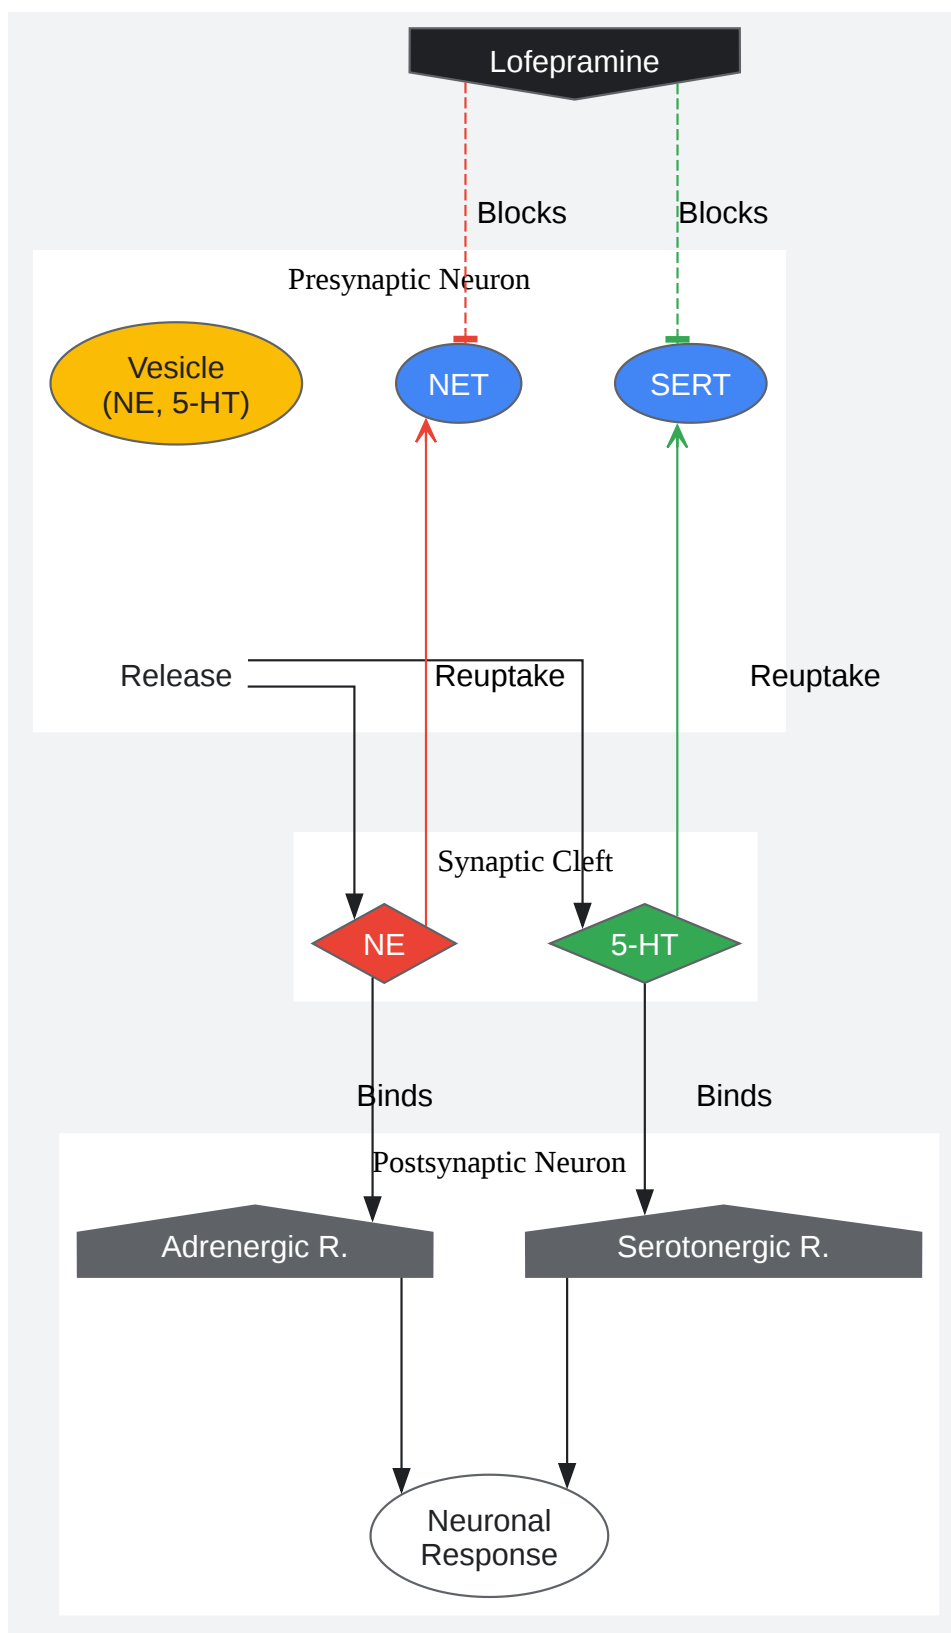 Lofepramine
Blocks
Blocks
Presynaptic Neuron
Vesicle
(NE, 5-HT)
NET
SERT
Release
Reuptake
Reuptake
Synaptic Cleft
NE
5-HT
Binds
Binds
Postsynaptic Neuron
Adrenergic R.
Serotonergic R.
Neuronal
Response